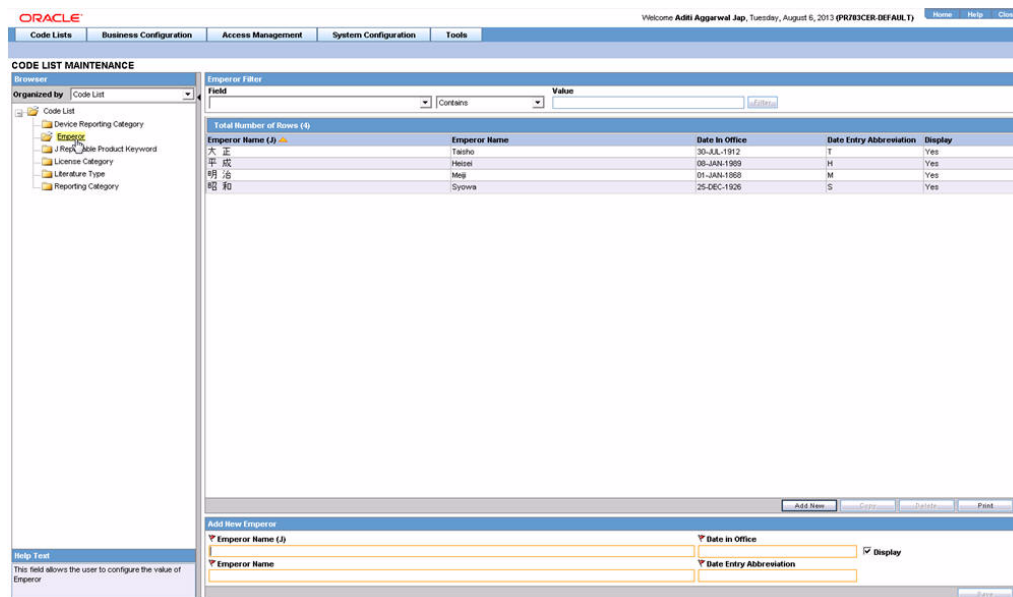 ORACLE
Welcome Aditi Aggarwal Jap, Tuesday, August 6, 2013 (PR703CER-DEFAULT)
Home Help Clos
Code Lists Business Configuration Access Management System Configuration Tools
CODE LIST MAINTENANCE
Browser
Organized by Code List
Code List
Device Reporting Category
Emperor
J Rep able Product Keyword
License Category
Literature Type
Reporting Category
Emperor Filter
Field Value
Contains Filter
Total Number of Rows (4)
Emperor Name (J) Emperor Name Date In Office Date Entry Abbreviation Display
大 正 Taisho 30-JUL-1912 T Yes
平 成 Heisei 08-JAN-1989 H Yes
明 治 Meiji 01-JAN-1868 M Yes
昭 和 Syowa 25-DEC-1926 S Yes
Add New Copy Delete Print
Add New Emperor
Emperor Name (J) Date in Office
Display
Emperor Name Date Entry Abbreviation
Save
Help Text
This field allows the user to configure the value of
Emperor